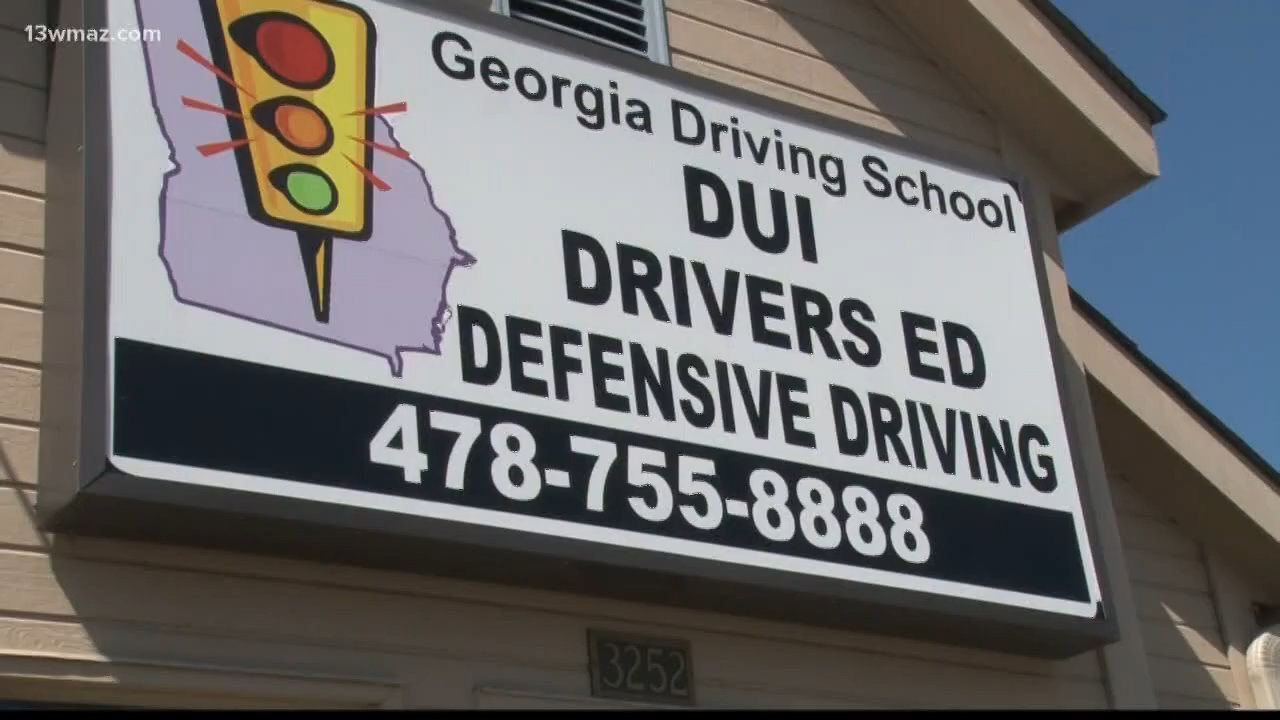 13wmaz.com
Georgia Driving School
DUI
DRIVERS ED
DEFENSIVE DRIVING
478-755-8888
3252